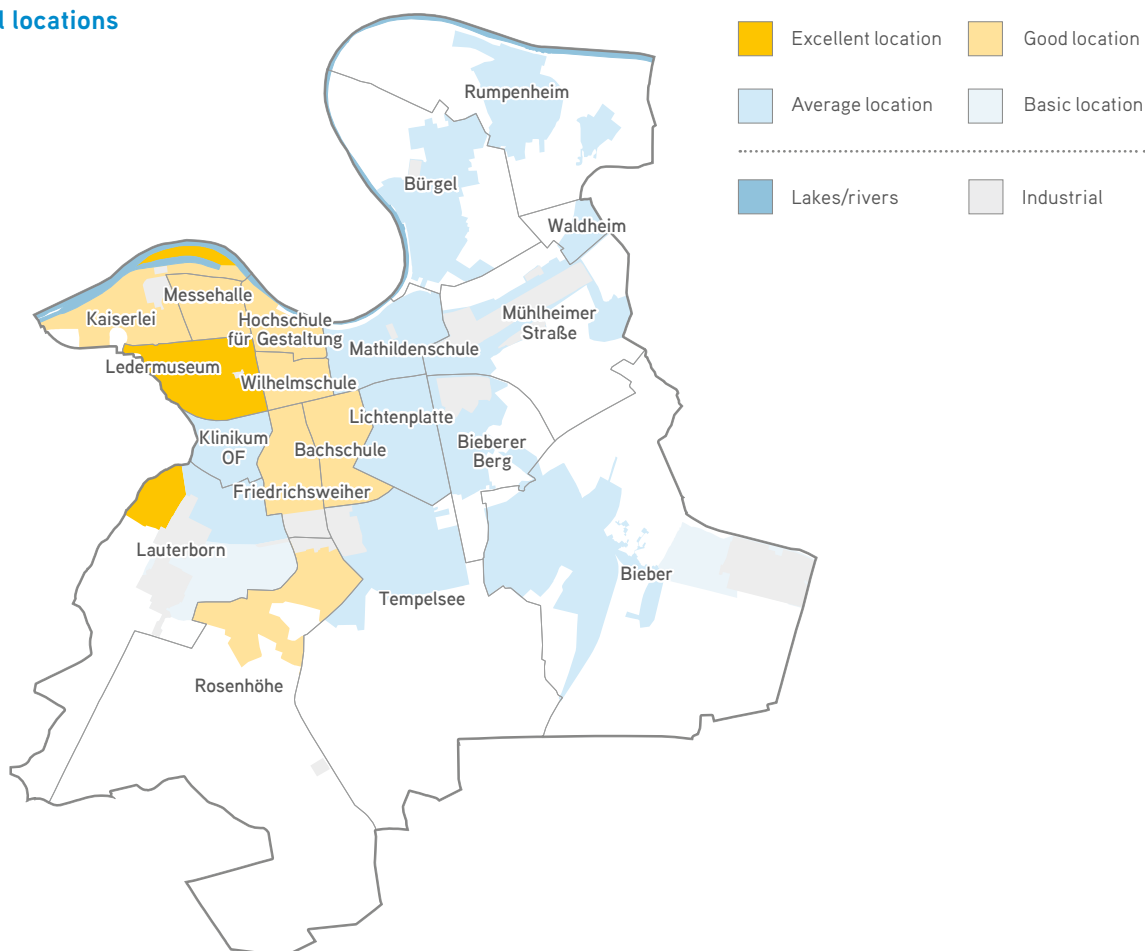 l locations
Excellent location
Good location
Average location
Basic location
Lakes/rivers
Industrial
Rumpenheim
Bürgel
Waldheim
Messehalle
Kaiserlei
Hochschule
für Gestaltung
Mühlheimer
Straße
Mathildenschule
Ledermuseum
Wilhelmschule
Lichtenplatte
Klinikum
OF
Bachschule
Bieberer
Berg
Friedrichsweiher
Lauterborn
Bieber
Tempelsee
Rosenhöhe